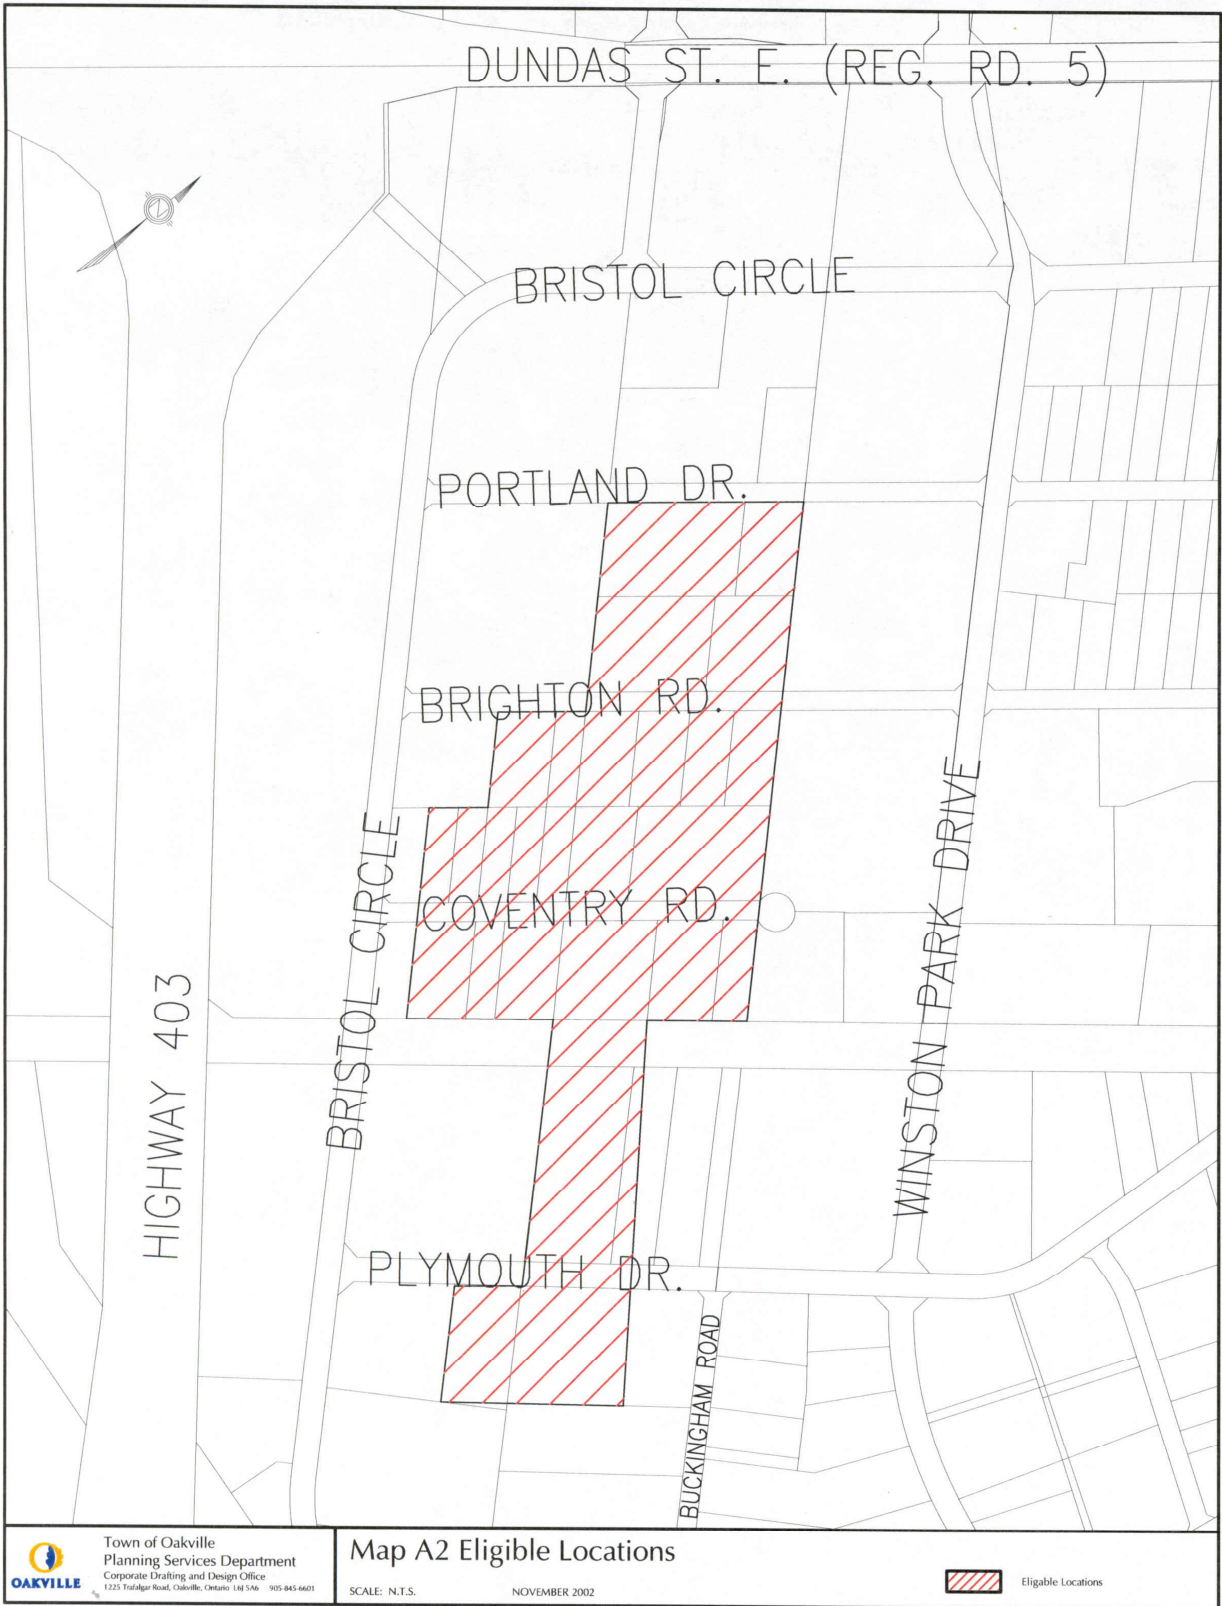 DUNDAS ST. E. (REG. RD. 5)
BRISTOL CIRCLE
PORTLAND DR.
BRIGHTON RD.
COVENTRY RD.
BRISTOL CIRCLE
WINSTON PARK DRIVE
HIGHWAY 403
PLYMOUTH DR.
BUCKINGHAM ROAD
OAKVILLE
Town of Oakville
Planning Services Department
Corporate Drafting and Design Office
1225 Trafalgar Road, Oakville, Ontario L6J 5A6 905-845-6601
Map A2 Eligible Locations
SCALE: N.T.S. NOVEMBER 2002
Eligable Locations